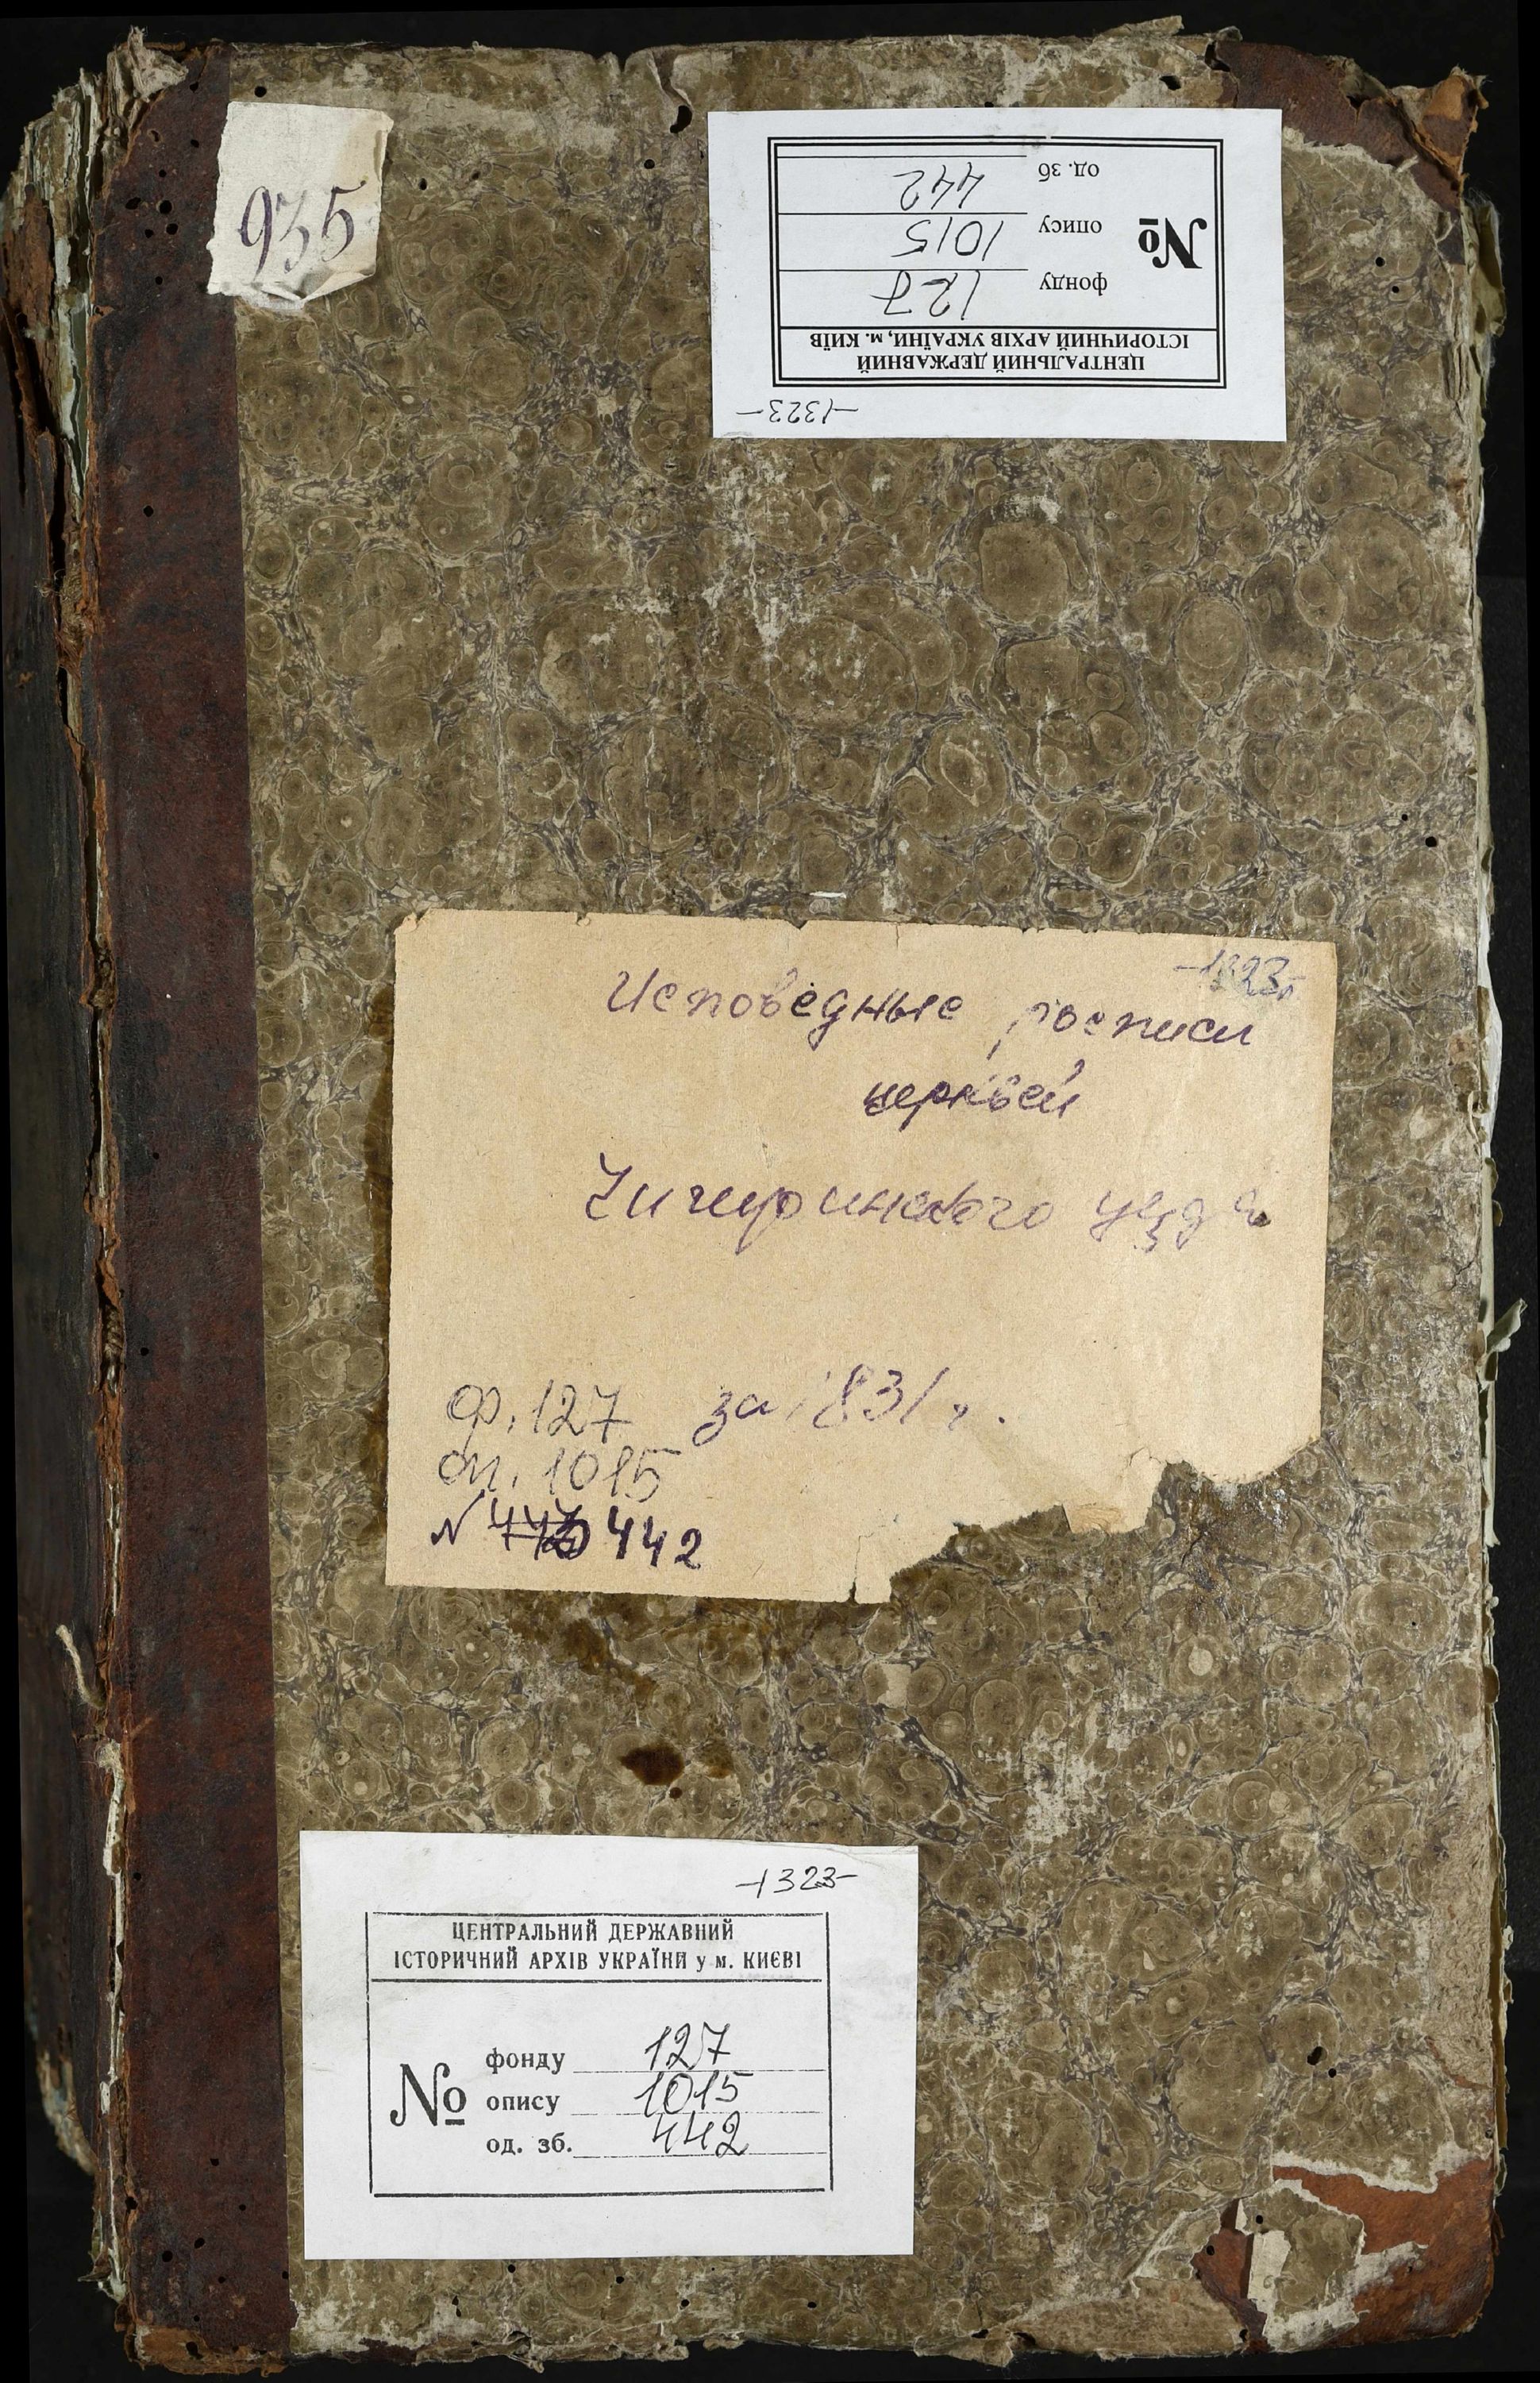 935
-1323-
ЦЕНТРАЛЬНИЙ ДЕРЖАВНИЙ
ІСТОРИЧНИЙ АРХІВ УКРАЇНИ, м. КИЇВ
№
фонду 127
опису 1015
од. зб 442
-1323-
Исповедные росписи
церквей
Чигиринского уезда
ф. 127 за 1831 г.
оп. 1015
N 442
-1323-
ЦЕНТРАЛЬНИЙ ДЕРЖАВНИЙ
ІСТОРИЧНИЙ АРХІВ УКРАЇНИ у м. КИЄВІ
№
фонду 127
опису 1015
од. зб. 442